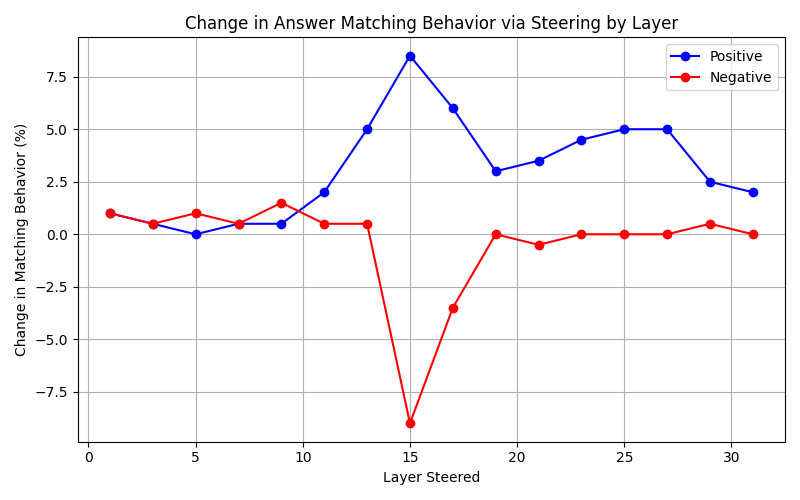 Change in Answer Matching Behavior via Steering by Layer
Positive
Negative
7.5
5.0
2.5
0.0
−2.5
−5.0
−7.5
Change in Matching Behavior (%)
0 5 10 15 20 25 30
Layer Steered